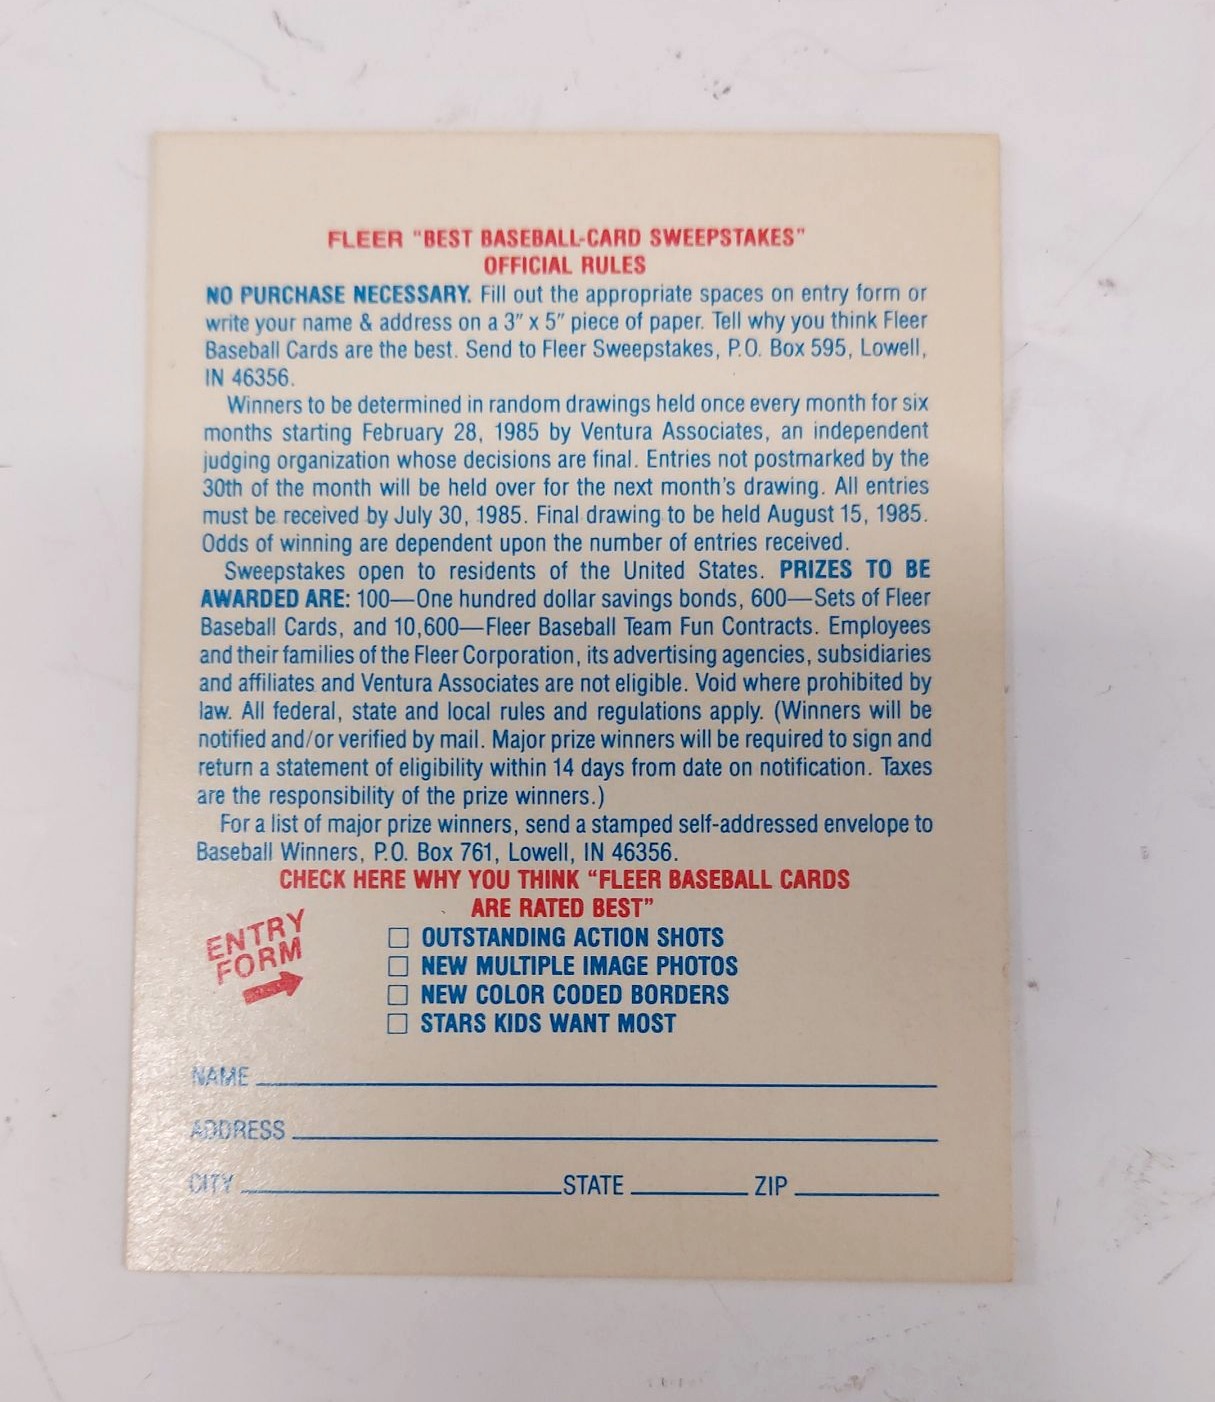 FLEER "BEST BASEBALL-CARD SWEEPSTAKES"
OFFICIAL RULES
NO PURCHASE NECESSARY. Fill out the appropriate spaces on entry form or
write your name & address on a 3" x 5" piece of paper. Tell why you think Fleer
Baseball Cards are the best. Send to Fleer Sweepstakes, P.O. Box 595, Lowell,
IN 46356.
Winners to be determined in random drawings held once every month for six
months starting February 28, 1985 by Ventura Associates, an independent
judging organization whose decisions are final. Entries not postmarked by the
30th of the month will be held over for the next month's drawing. All entries
must be received by July 30, 1985. Final drawing to be held August 15, 1985.
Odds of winning are dependent upon the number of entries received.
Sweepstakes open to residents of the United States. PRIZES TO BE
AWARDED ARE: 100—One hundred dollar savings bonds, 600—Sets of Fleer
Baseball Cards, and 10,600—Fleer Baseball Team Fun Contracts. Employees
and their families of the Fleer Corporation, its advertising agencies, subsidiaries
and affiliates and Ventura Associates are not eligible. Void where prohibited by
law. All federal, state and local rules and regulations apply. (Winners will be
notified and/or verified by mail. Major prize winners will be required to sign and
return a statement of eligibility within 14 days from date on notification. Taxes
are the responsibility of the prize winners.)
For a list of major prize winners, send a stamped self-addressed envelope to
Baseball Winners, P.O. Box 761, Lowell, IN 46356.
CHECK HERE WHY YOU THINK "FLEER BASEBALL CARDS
ARE RATED BEST"
ENTRY
FORM
OUTSTANDING ACTION SHOTS
NEW MULTIPLE IMAGE PHOTOS
NEW COLOR CODED BORDERS
STARS KIDS WANT MOST
NAME
ADDRESS
CITY STATE ZIP